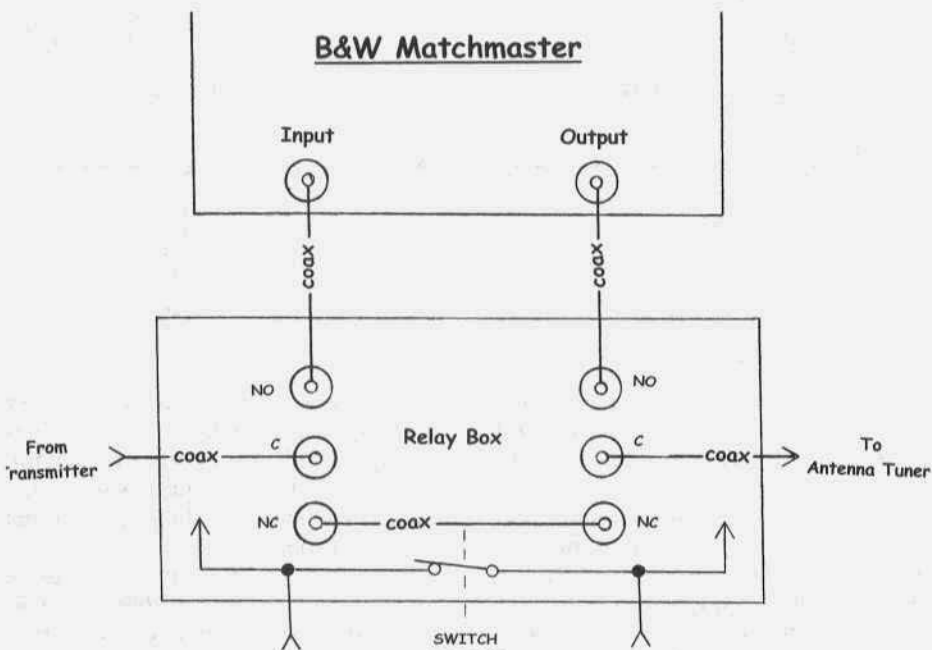 B&W Matchmaster
Input
Output
coax
coax
NO
NO
From
ransmitter
coax
C
Relay Box
C
coax
To
Antenna Tuner
NC
coax
NC
SWITCH